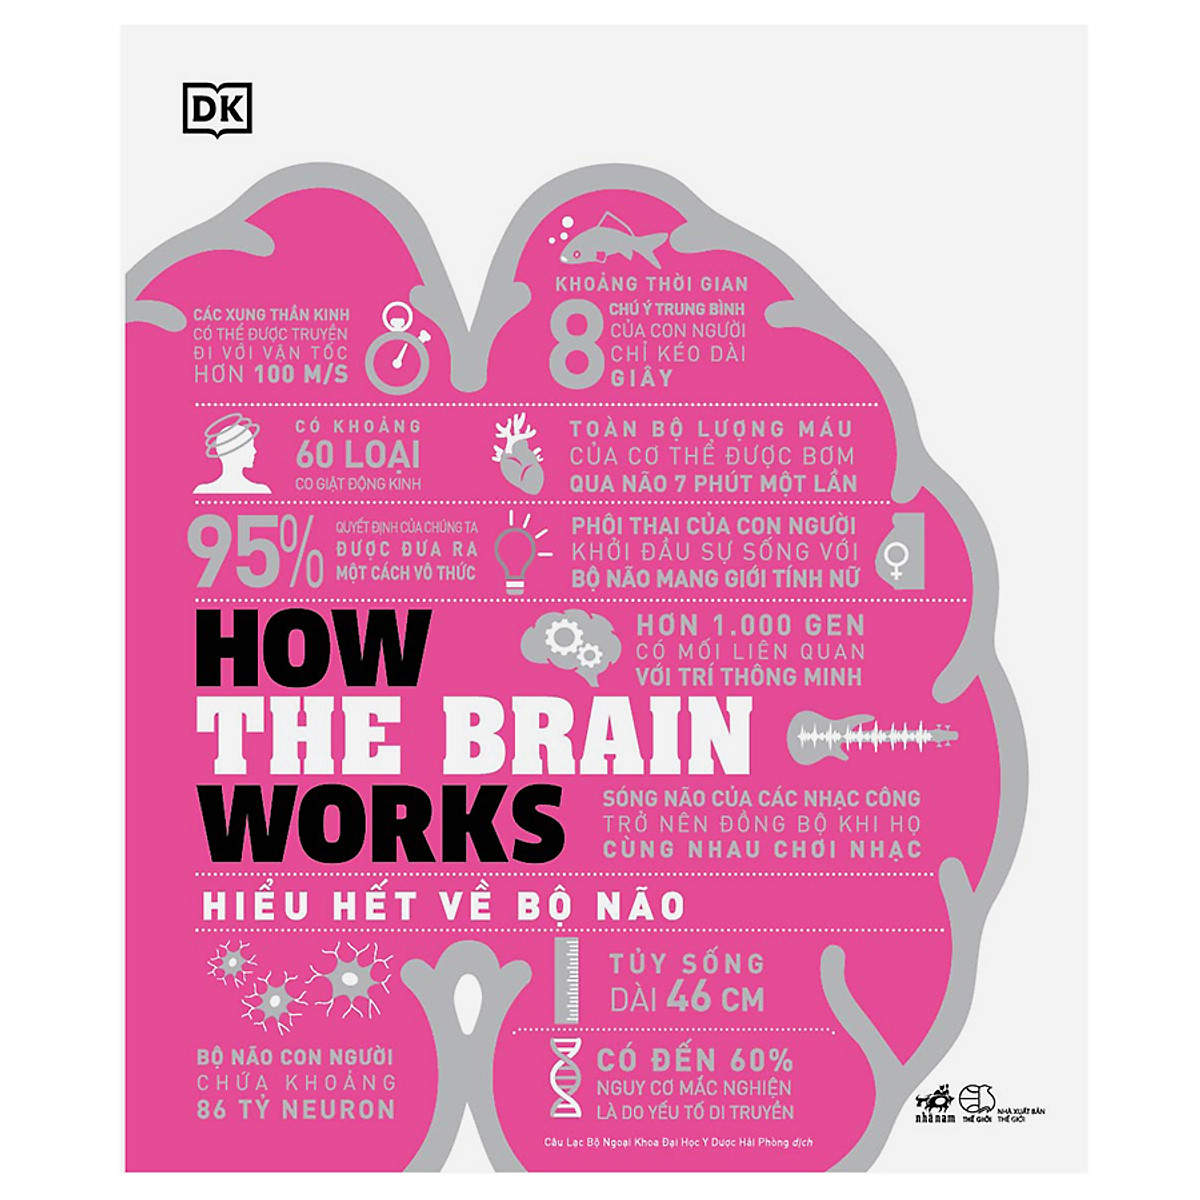 DK
CÁC XUNG THẦN KINH
CÓ THỂ ĐƯỢC TRUYỀN
ĐI VỚI VẬN TỐC
HƠN 100 M/S
KHOẢNG THỜI GIAN
8
CHÚ Ý TRUNG BÌNH
CỦA CON NGƯỜI
CHỈ KÉO DÀI
GIÂY
CÓ KHOẢNG
60 LOẠI
CO GIẬT ĐỘNG KINH
TOÀN BỘ LƯỢNG MÁU
CỦA CƠ THỂ ĐƯỢC BƠM
QUA NÃO 7 PHÚT MỘT LẦN
95%
QUYẾT ĐỊNH CỦA CHÚNG TA
ĐƯỢC ĐƯA RA
MỘT CÁCH VÔ THỨC
PHÔI THAI CỦA CON NGƯỜI
KHỞI ĐẦU SỰ SỐNG VỚI
BỘ NÃO MANG GIỚI TÍNH NỮ
HOW
THE BRAIN
WORKS
HƠN 1.000 GEN
CÓ MỐI LIÊN QUAN
VỚI TRÍ THÔNG MINH
SÓNG NÃO CỦA CÁC NHẠC CÔNG
TRỞ NÊN ĐỒNG BỘ KHI HỌ
CÙNG NHAU CHƠI NHẠC
HIỂU HẾT VỀ BỘ NÃO
TỦY SỐNG
DÀI 46 CM
BỘ NÃO CON NGƯỜI
CHỨA KHOẢNG
86 TỶ NEURON
CÓ ĐẾN 60%
NGUY CƠ MẮC NGHIỆN
LÀ DO YẾU TỐ DI TRUYỀN
Câu Lạc Bộ Ngoại Khoa Đại Học Y Dược Hải Phòng dịch
nhã nam
THẾ GIỚI
NHÀ XUẤT BẢN
THẾ GIỚI